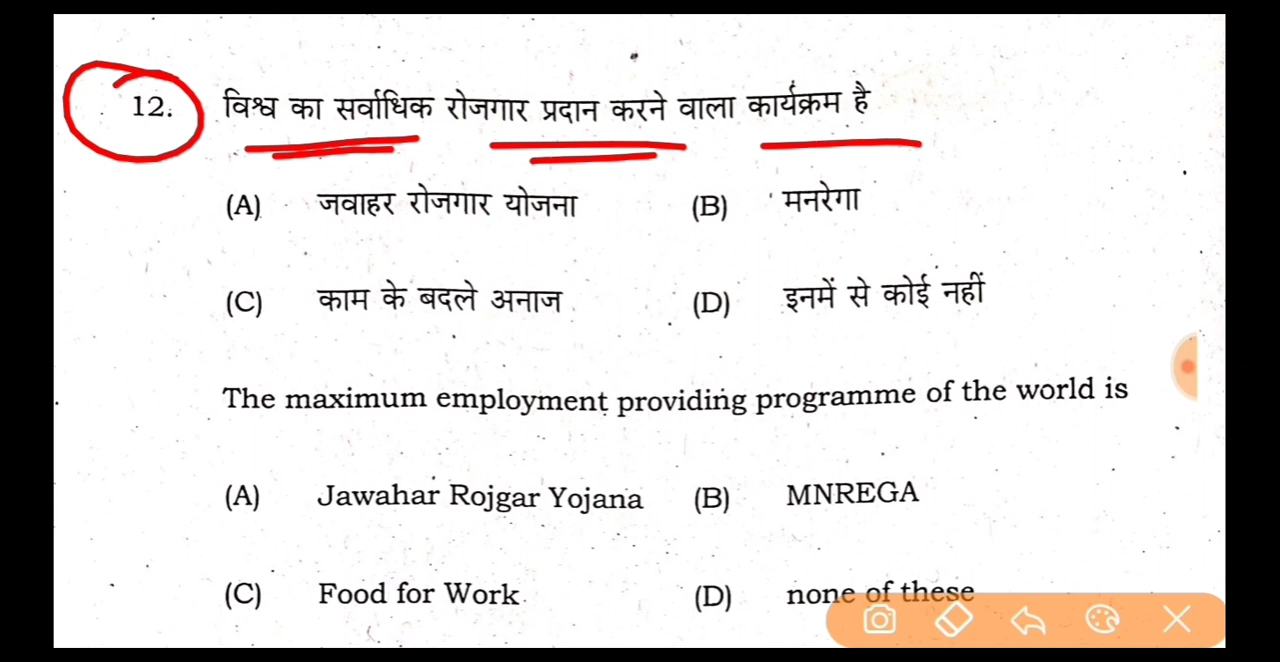 12. विश्व का सर्वाधिक रोजगार प्रदान करने वाला कार्यक्रम है
(A) जवाहर रोजगार योजना (B) मनरेगा
(C) काम के बदले अनाज (D) इनमें से कोई नहीं
The maximum employment providing programme of the world is
(A) Jawahar Rojgar Yojana (B) MNREGA
(C) Food for Work (D) none of these